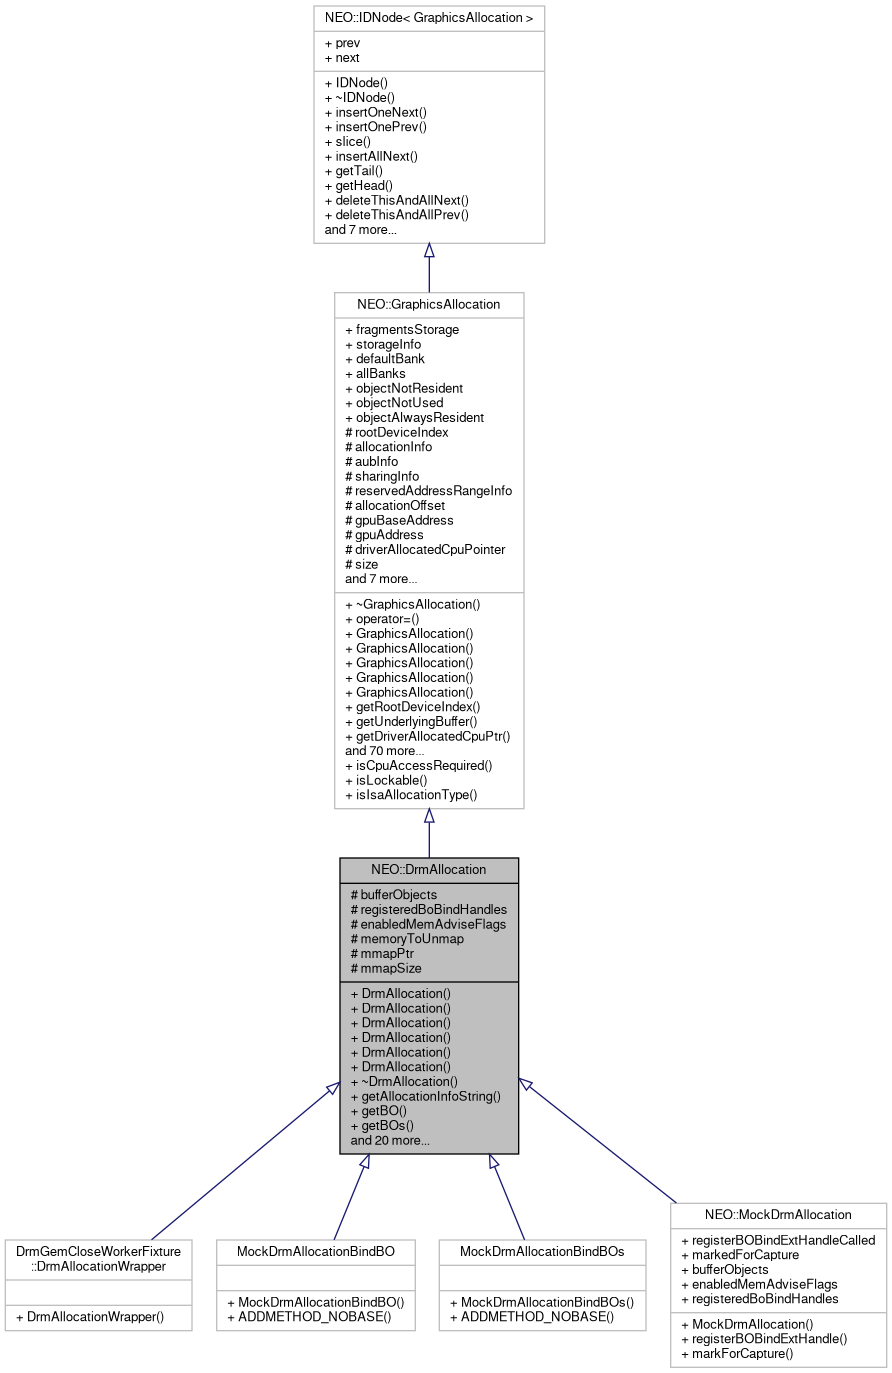 NEO::IDNode< GraphicsAllocation >
+ prev
+ next
+ IDNode()
+ ~IDNode()
+ insertOneNext()
+ insertOnePrev()
+ slice()
+ insertAllNext()
+ getTail()
+ getHead()
+ deleteThisAndAllNext()
+ deleteThisAndAllPrev()
and 7 more...
NEO::GraphicsAllocation
+ fragmentsStorage
+ storageInfo
+ defaultBank
+ allBanks
+ objectNotResident
+ objectNotUsed
+ objectAlwaysResident
# rootDeviceIndex
# allocationInfo
# aubInfo
# sharingInfo
# reservedAddressRangeInfo
# allocationOffset
# gpuBaseAddress
# gpuAddress
# driverAllocatedCpuPointer
# size
and 7 more...
+ ~GraphicsAllocation()
+ operator=()
+ GraphicsAllocation()
+ GraphicsAllocation()
+ GraphicsAllocation()
+ GraphicsAllocation()
+ GraphicsAllocation()
+ getRootDeviceIndex()
+ getUnderlyingBuffer()
+ getDriverAllocatedCpuPtr()
and 70 more...
+ isCpuAccessRequired()
+ isLockable()
+ isIsaAllocationType()
NEO::DrmAllocation
# bufferObjects
# registeredBoBindHandles
# enabledMemAdviseFlags
# memoryToUnmap
# mmapPtr
# mmapSize
+ DrmAllocation()
+ DrmAllocation()
+ DrmAllocation()
+ DrmAllocation()
+ DrmAllocation()
+ DrmAllocation()
+ ~DrmAllocation()
+ getAllocationInfoString()
+ getBO()
+ getBOs()
and 20 more...
DrmGemCloseWorkerFixture
::DrmAllocationWrapper
+ DrmAllocationWrapper()
MockDrmAllocationBindBO
+ MockDrmAllocationBindBO()
+ ADDMETHOD_NOBASE()
MockDrmAllocationBindBOs
+ MockDrmAllocationBindBOs()
+ ADDMETHOD_NOBASE()
NEO::MockDrmAllocation
+ registerBOBindExtHandleCalled
+ markedForCapture
+ bufferObjects
+ enabledMemAdviseFlags
+ registeredBoBindHandles
+ MockDrmAllocation()
+ registerBOBindExtHandle()
+ markForCapture()